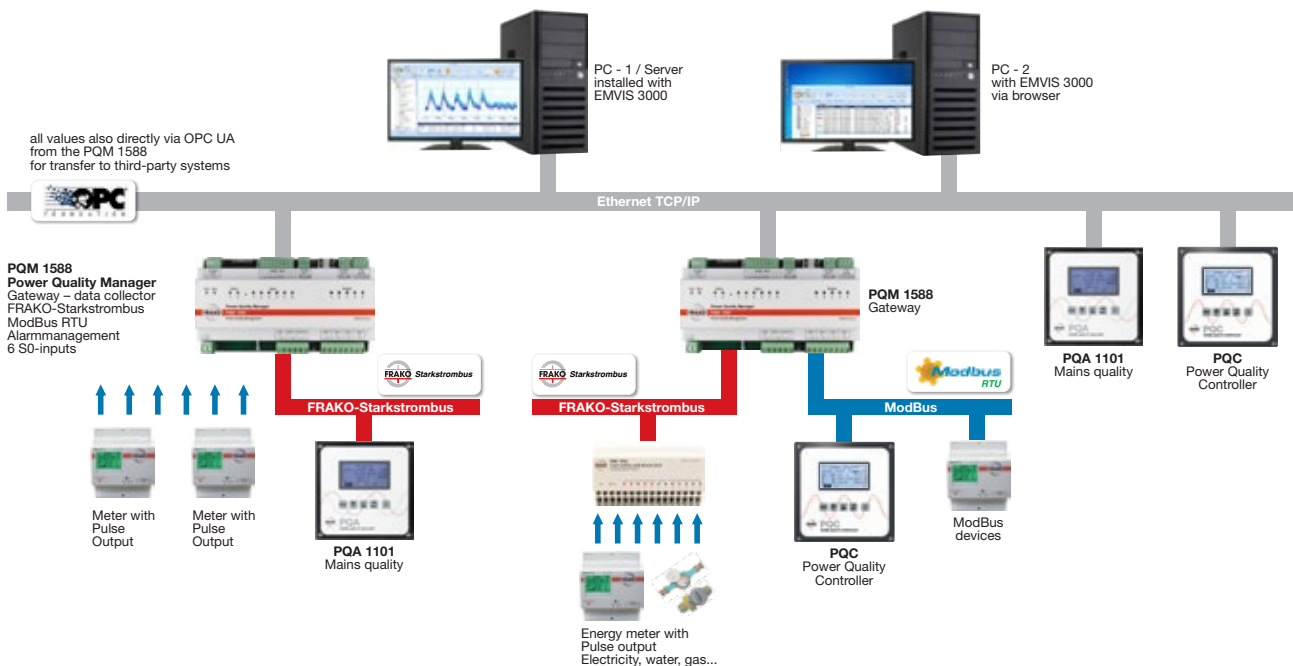 PC - 1 / Server
installed with
EMVIS 3000
PC - 2
with EMVIS 3000
via browser
all values also directly via OPC UA
from the PQM 1588
for transfer to third-party systems
OPC
FOUNDATION
Ethernet TCP/IP
PQM 1588
Power Quality Manager
Gateway – data collector
FRAKO-Starkstrombus
ModBus RTU
Alarmmanagement
6 S0-inputs
PQM 1588
Gateway
PQA
PQA 1101
Mains quality
PQC
PQC
Power Quality
Controller
FRAKO Starkstrombus
FRAKO-Starkstrombus
FRAKO Starkstrombus
FRAKO-Starkstrombus
Modbus
RTU
ModBus
Meter with
Pulse
Output
Meter with
Pulse
Output
PQA
PQA 1101
Mains quality
Energy meter with
Pulse output
Electricity, water, gas...
PQC
PQC
Power Quality
Controller
ModBus
devices